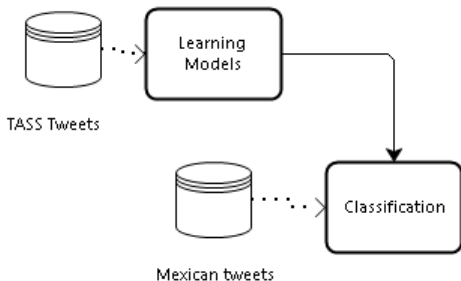 Learning
Models
TASS Tweets
Classification
Mexican tweets